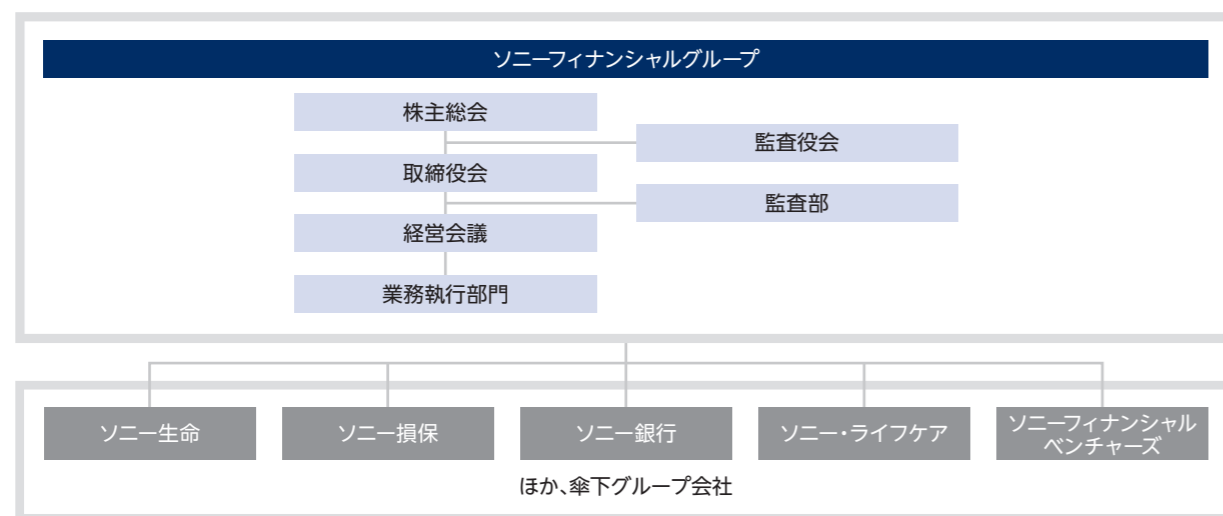 ソニーフィナンシャルグループ
株主総会
監査役会
取締役会
監査部
経営会議
業務執行部門
ソニー生命
ソニー損保
ソニー銀行
ソニー・ライフケア
ソニーフィナンシャル
ベンチャーズ
ほか、傘下グループ会社